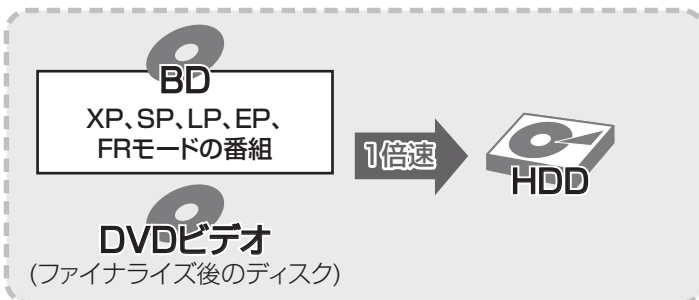 BD
XP、SP、LP、EP、
FRモードの番組
1倍速
HDD
DVDビデオ
(ファイナライズ後のディスク)